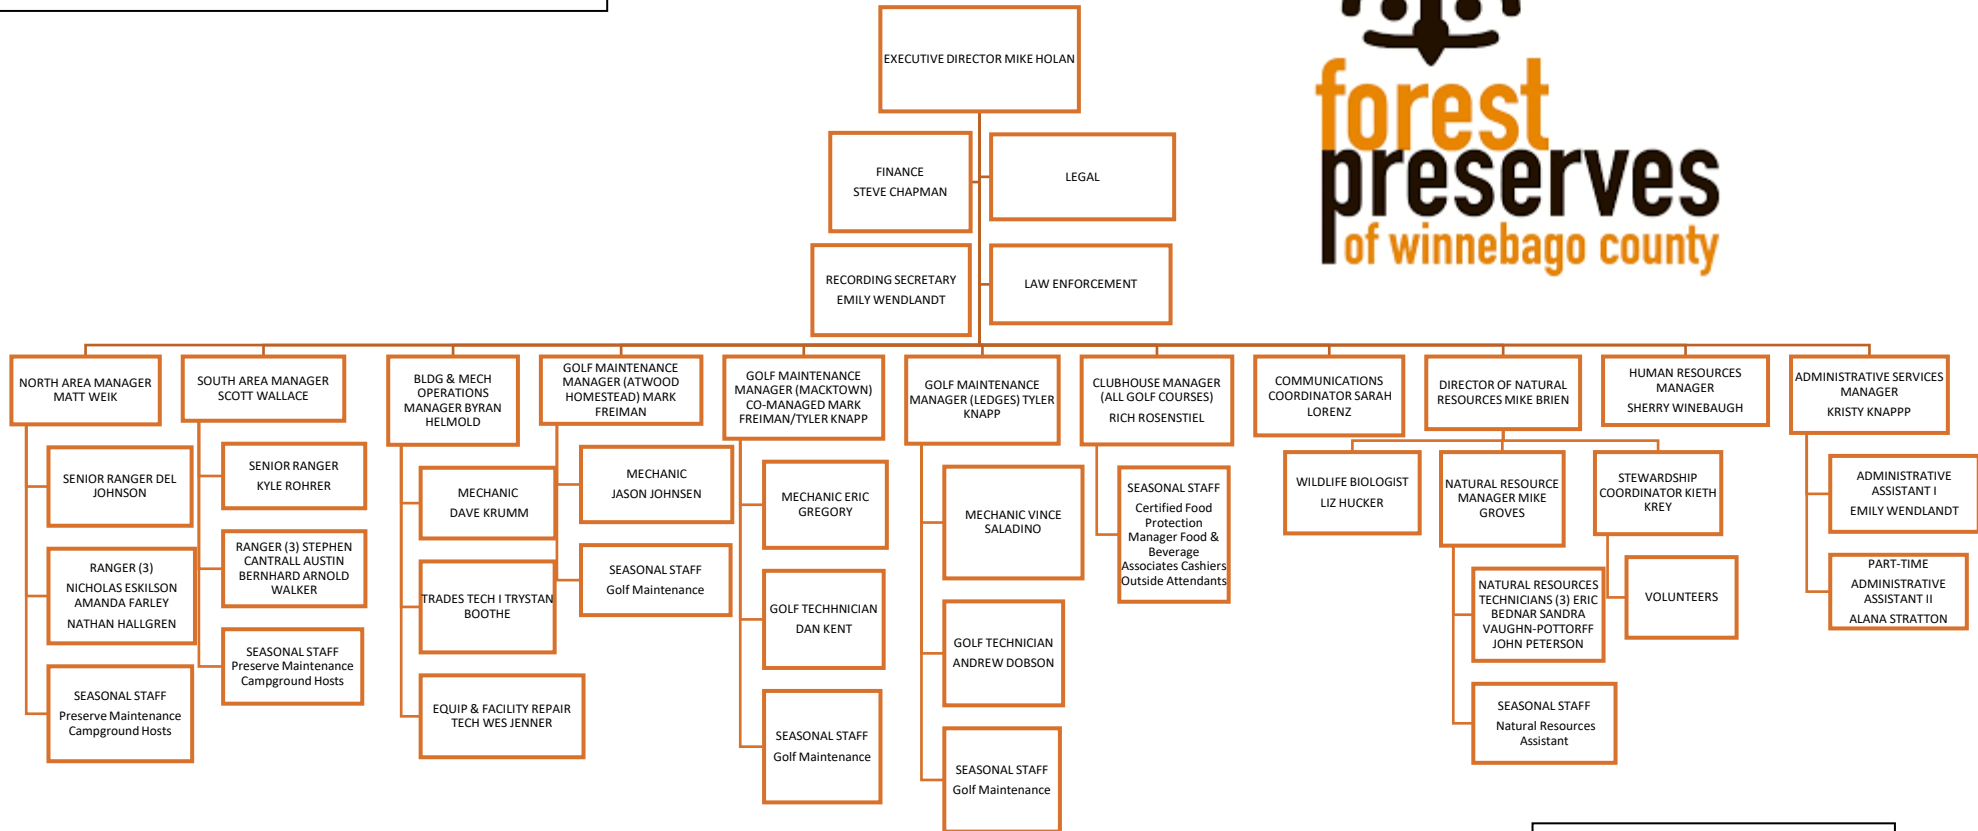 EXECUTIVE DIRECTOR MIKE HOLAN
forest
preserves
of winnebago county
FINANCE
STEVE CHAPMAN
LEGAL
RECORDING SECRETARY
EMILY WENDLANDT
LAW ENFORCEMENT
NORTH AREA MANAGER
MATT WEIK
SENIOR RANGER DEL
JOHNSON
RANGER (3)
NICHOLAS ESKILSON
AMANDA FARLEY
NATHAN HALLGREN
SEASONAL STAFF
Preserve Maintenance
Campground Hosts
SOUTH AREA MANAGER
SCOTT WALLACE
SENIOR RANGER
KYLE ROHRER
RANGER (3) STEPHEN
CANTRALL AUSTIN
BERNHARD ARNOLD
WALKER
SEASONAL STAFF
Preserve Maintenance
Campground Hosts
BLDG & MECH
OPERATIONS
MANAGER BYRAN
HELMOLD
MECHANIC
DAVE KRUMM
TRADES TECH I TRYSTAN
BOOTHE
EQUIP & FACILITY REPAIR
TECH WES JENNER
GOLF MAINTENANCE
MANAGER (ATWOOD
HOMESTEAD) MARK
FREIMAN
MECHANIC
JASON JOHNSEN
SEASONAL STAFF
Golf Maintenance
GOLF MAINTENANCE
MANAGER (MACKTOWN)
CO-MANAGED MARK
FREIMAN/TYLER KNAPP
MECHANIC ERIC
GREGORY
GOLF TECHHNICIAN
DAN KENT
SEASONAL STAFF
Golf Maintenance
GOLF MAINTENANCE
MANAGER (LEDGES) TYLER
KNAPP
MECHANIC VINCE
SALADINO
GOLF TECHNICIAN
ANDREW DOBSON
SEASONAL STAFF
Golf Maintenance
CLUBHOUSE MANAGER
(ALL GOLF COURSES)
RICH ROSENSTIEL
SEASONAL STAFF
Certified Food
Protection
Manager Food &
Beverage
Associates Cashiers
Outside Attendants
COMMUNICATIONS
COORDINATOR SARAH
LORENZ
DIRECTOR OF NATURAL
RESOURCES MIKE BRIEN
WILDLIFE BIOLOGIST
LIZ HUCKER
NATURAL RESOURCE
MANAGER MIKE
GROVES
NATURAL RESOURCES
TECHNICIANS (3) ERIC
BEDNAR SANDRA
VAUGHN-POTTORFF
JOHN PETERSON
SEASONAL STAFF
Natural Resources
Assistant
STEWARDSHIP
COORDINATOR KIETH
KREY
VOLUNTEERS
HUMAN RESOURCES
MANAGER
SHERRY WINEBAUGH
ADMINISTRATIVE SERVICES
MANAGER
KRISTY KNAPPP
ADMINISTRATIVE
ASSISTANT I
EMILY WENDLANDT
PART-TIME
ADMINISTRATIVE
ASSISTANT II
ALANA STRATTON